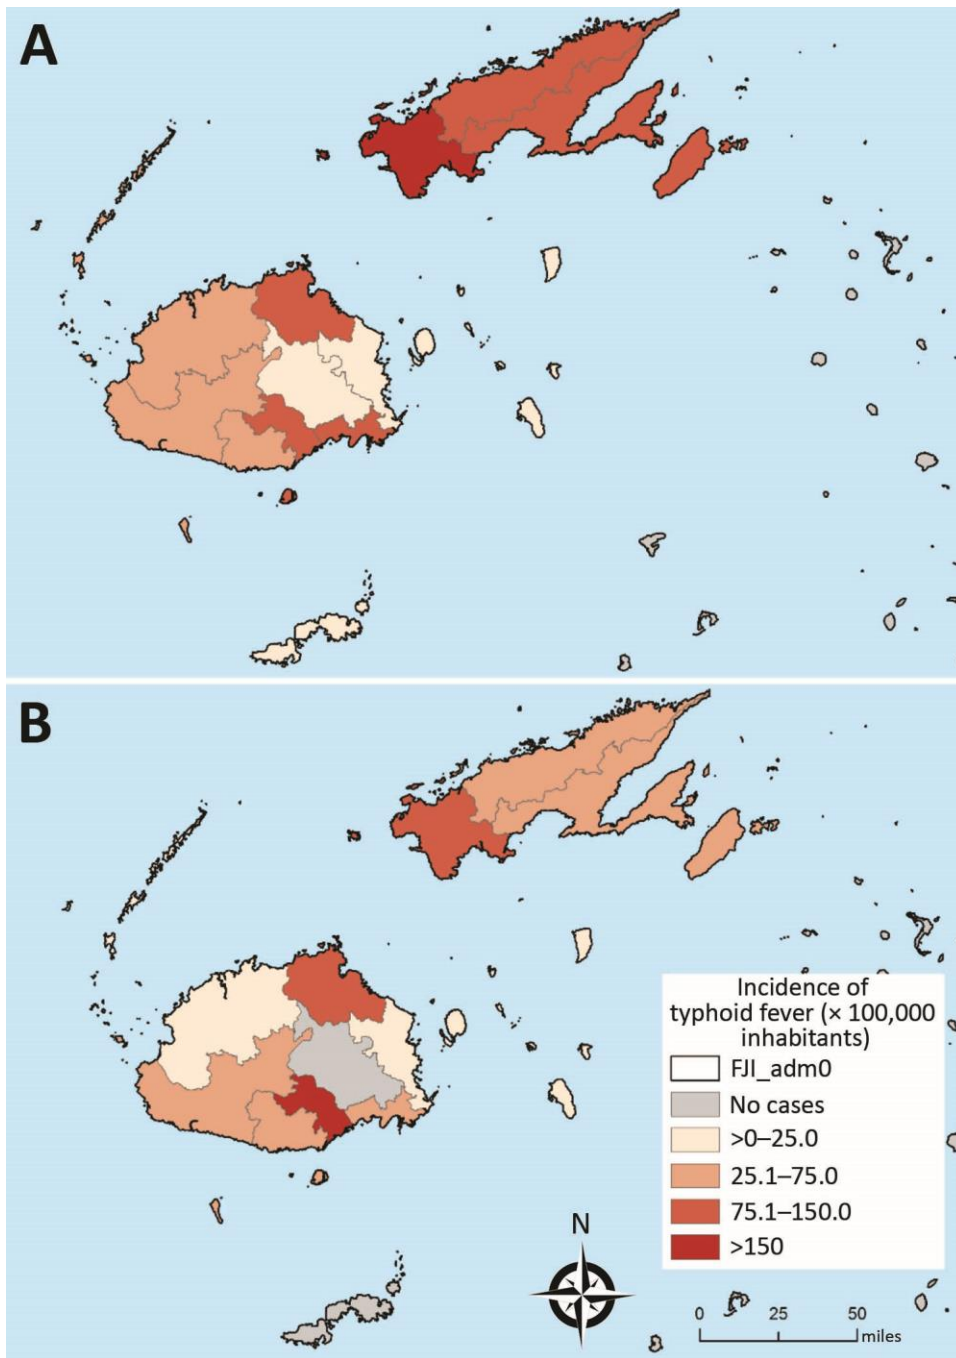 A
B
Incidence of
typhoid fever (× 100,000
inhabitants)
FJI_adm0
No cases
>0–25.0
25.1–75.0
75.1–150.0
>150
N
0 25 50
miles